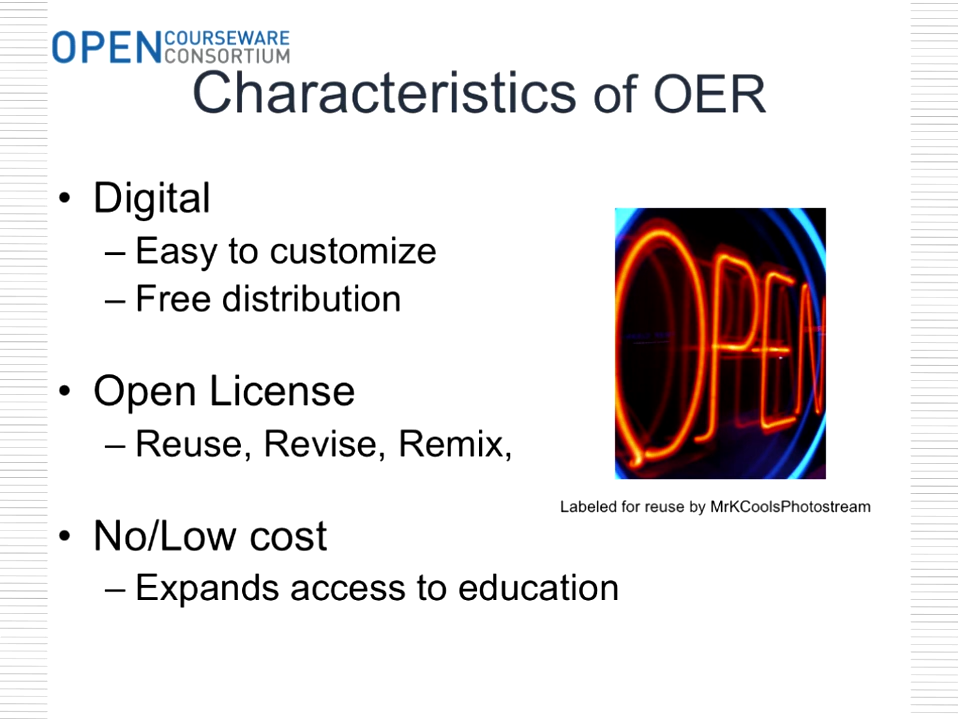 OPEN COURSEWARE CONSORTIUM
Characteristics of OER
• Digital
– Easy to customize
– Free distribution
OPEN
• Open License
– Reuse, Revise, Remix,
Labeled for reuse by MrKCoolsPhotostream
• No/Low cost
– Expands access to education